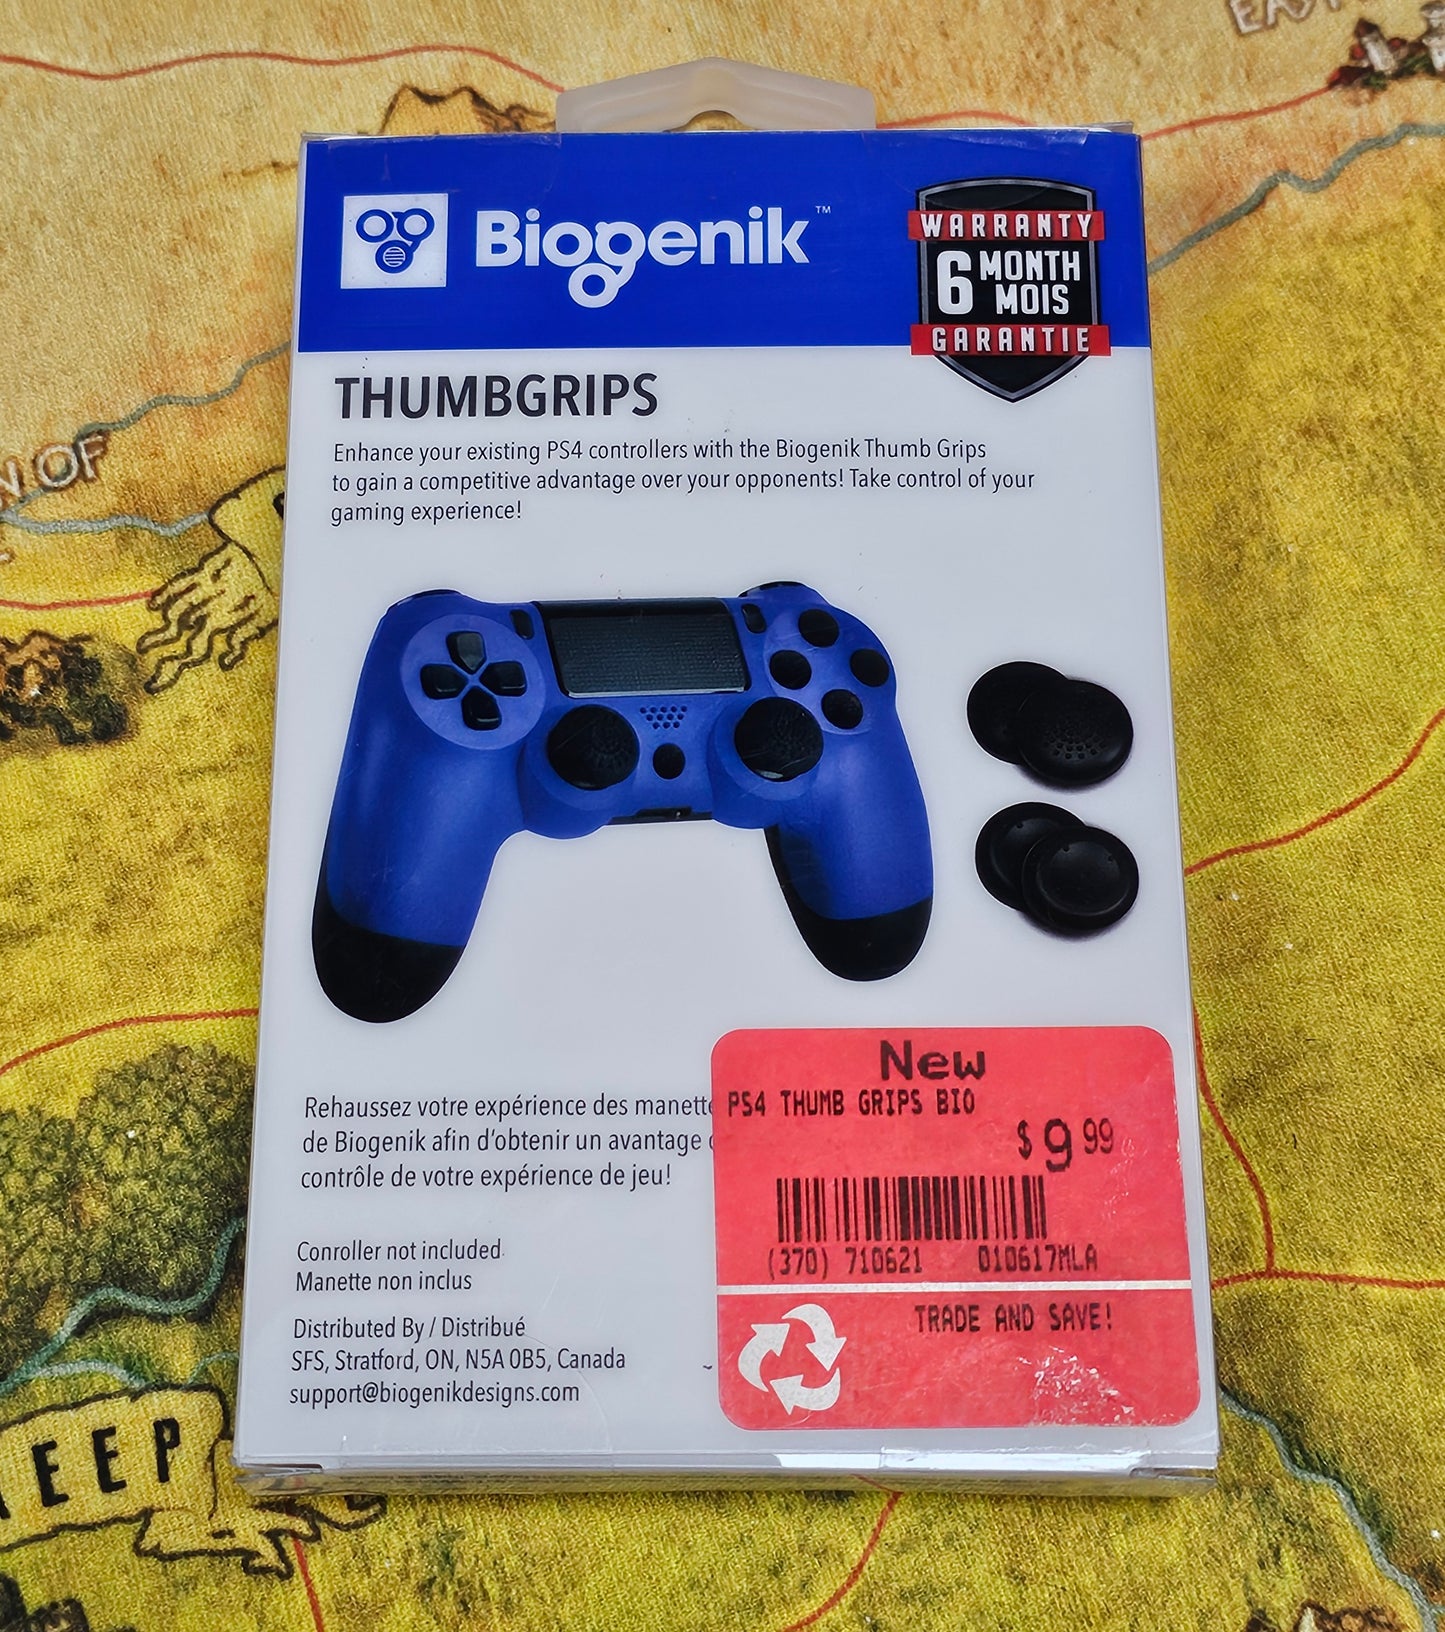 EAST
Biogenik™
WARRANTY
6 MONTH
MOIS
GARANTIE
THUMBGRIPS
Enhance your existing PS4 controllers with the Biogenik Thumb Grips
to gain a competitive advantage over your opponents! Take control of your
gaming experience!
OF
Rehaussez votre expérience des
de Biogenik afin d'obtenir un avantage
contrôle de votre expérience de jeu!
New
PS4 THUMB GRIPS BIO
$9.99
(370) 710621 010617MLA
TRADE AND SAVE!
Conroller not included
Manette non inclus
Distributed By / Distribué
SFS, Stratford, ON, N5A 0B5, Canada
support@biogenikdesigns.com
EEP